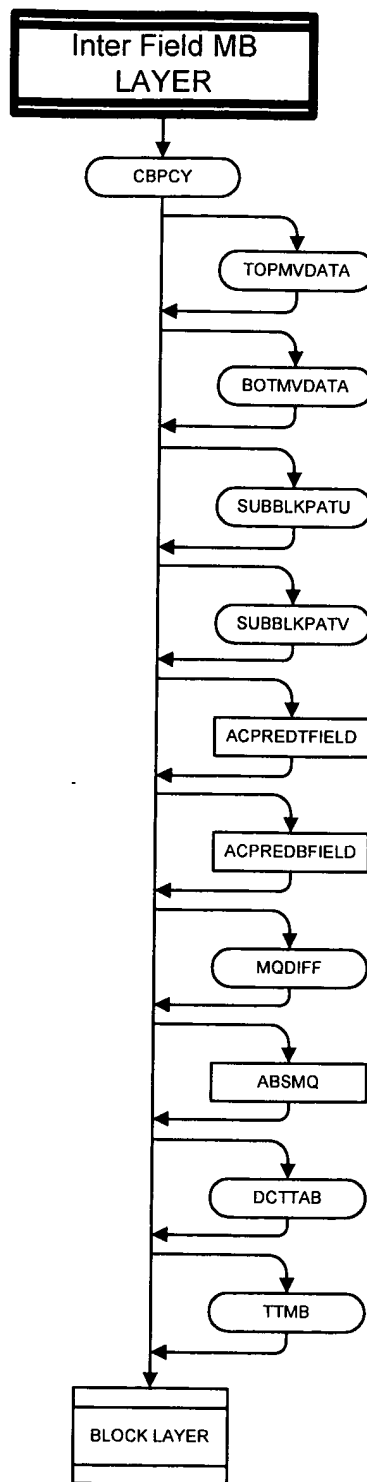 Inter Field MB
LAYER
CBPCY
TOPMVDATA
BOTMVDATA
SUBBLKPATU
SUBBLKPATV
ACPREDTFIELD
ACPREDBFIELD
MQDIFF
ABSMQ
DCTTAB
TTMB
BLOCK LAYER